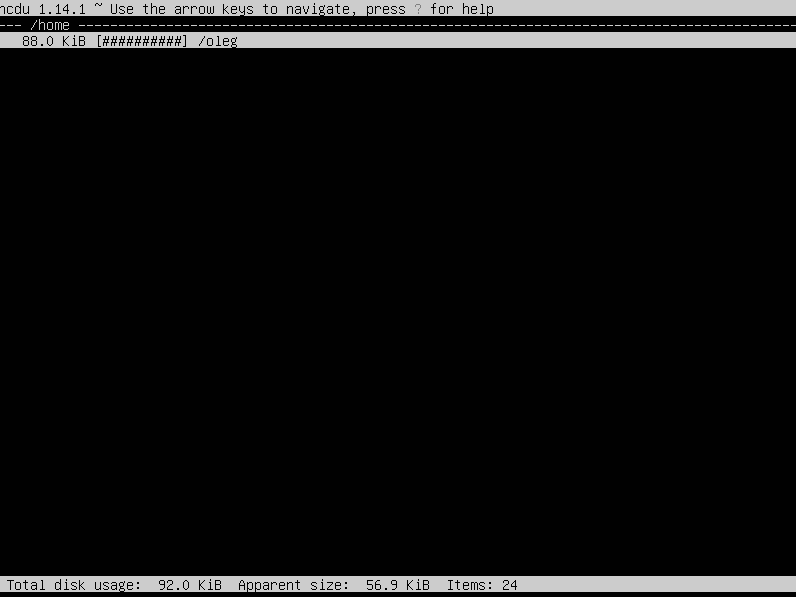 ncdu 1.14.1 ~ Use the arrow keys to navigate, press ? for help
--- /home ------------------------------------------------------------------------------------------
88.0 KiB [##########] /oleg
Total disk usage: 92.0 KiB Apparent size: 56.9 KiB Items: 24